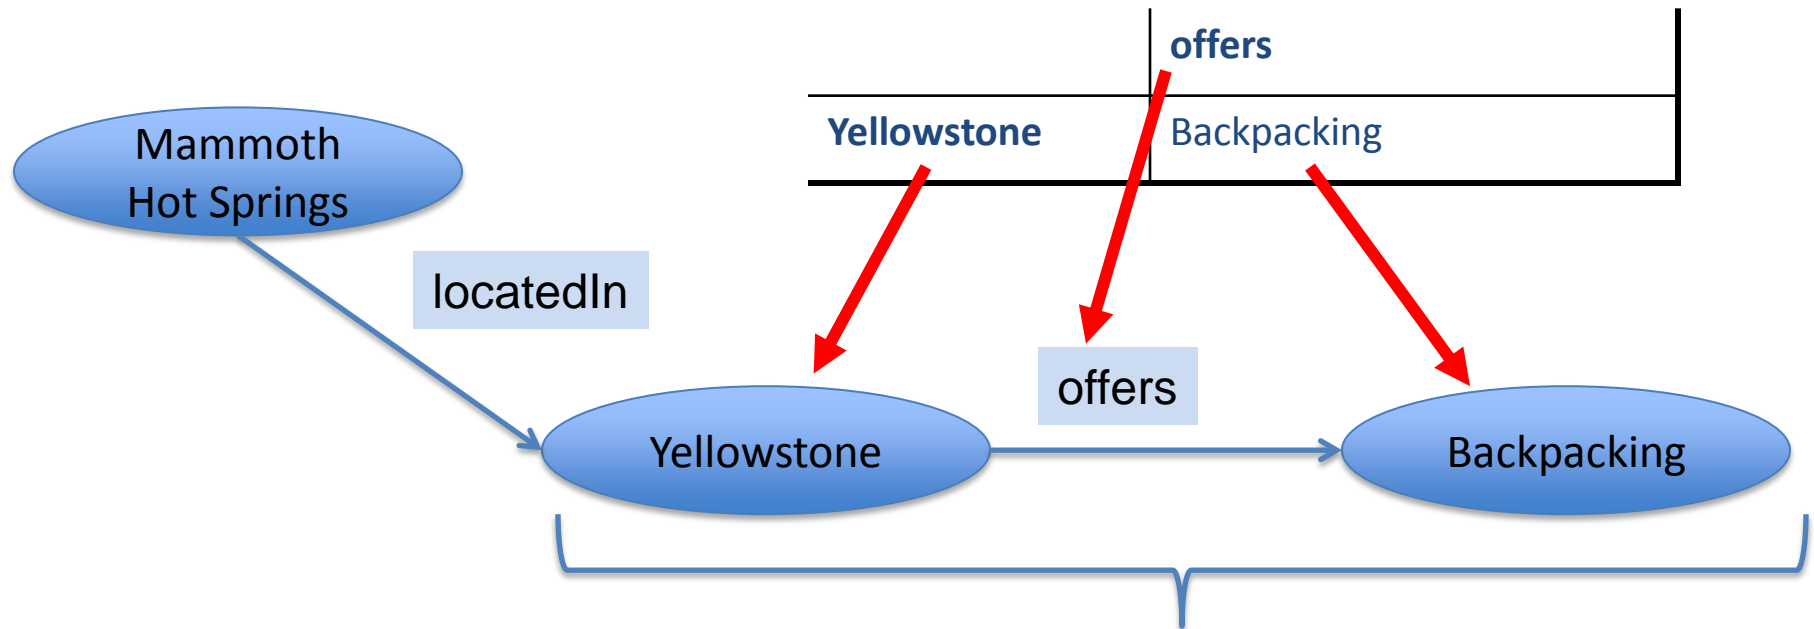 offers
Yellowstone Backpacking
Mammoth
Hot Springs
locatedIn
offers
Yellowstone
Backpacking